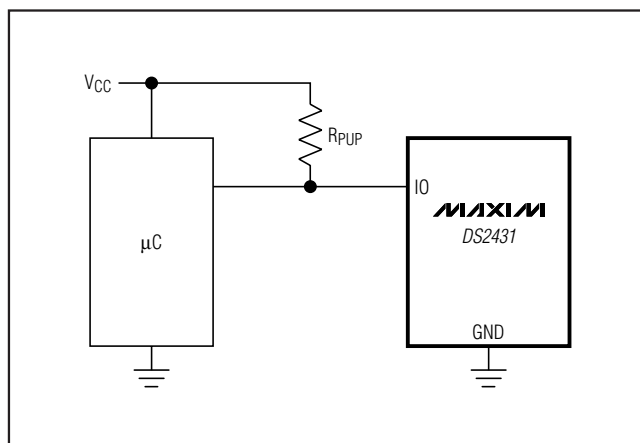 VCC
RPUP
IO
MAXIM
DS2431
µC
GND